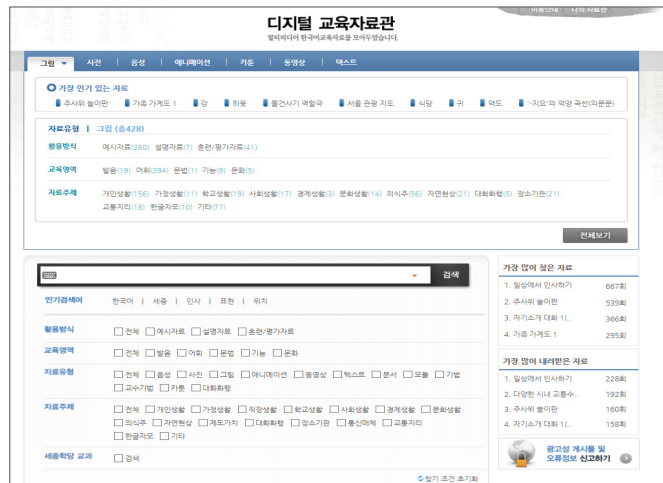 이용안내 나의 자료관
디지털 교육자료관
멀티미디어 한국어교육자료를 모아두었습니다.
그림 사진 | 음성 | 애니메이션 | 카툰 | 동영상 | 텍스트
가장 인기 있는 자료
주사위 놀이판 가족 가계도 1 강 히읗 물건사기 역할극 서울 관광 지도 식당 귀 약도 '-지요'의 억양 곡선(의문문)
자료유형 | 그림 (총428)
활용방식 예시자료(380) 설명자료(7) 훈련/평가자료(41)
교육영역 발음(19) 어휘(394) 문법(1) 기능(9) 문화(5)
자료주제 개인생활(156) 가정생활(11) 학교생활(19) 사회생활(17) 경제생활(3) 문화생활(14) 의식주(56) 자연현상(21) 대화화행(5) 장소기관(21)
교통지리(18) 한글자모(10) 기타(77)
전체보기
검색
인기검색어 한국어 | 세종 | 인사 | 표현 | 위치
활용방식 전체 예시자료 설명자료 훈련/평가자료
교육영역 전체 발음 어휘 문법 기능 문화
자료유형 전체 음성 사진 그림 애니메이션 동영상 텍스트 문서 모듈 기법
교수기법 카툰 대화화행
자료주제 전체 개인생활 가정생활 직장생활 학교생활 사회생활 경제생활 문화생활
의식주 자연현상 제도가치 대화화행 장소기관 통신매체 교통지리
한글자모 기타
세종학당 교과 검색
찾기 조건 초기화
가장 많이 찾은 자료
1. 일상에서 인사하기 667회
2. 주사위 놀이판 539회
3. 자기소개 대화 1(.. 366회
4. 가족 가계도 1 295회
가장 많이 내려받은 자료
1. 일상에서 인사하기 228회
2. 다양한 시내 교통수.. 192회
3. 주사위 놀이판 160회
4. 자기소개 대화 1(.. 158회
광고성 게시물 및
오류정보 신고하기